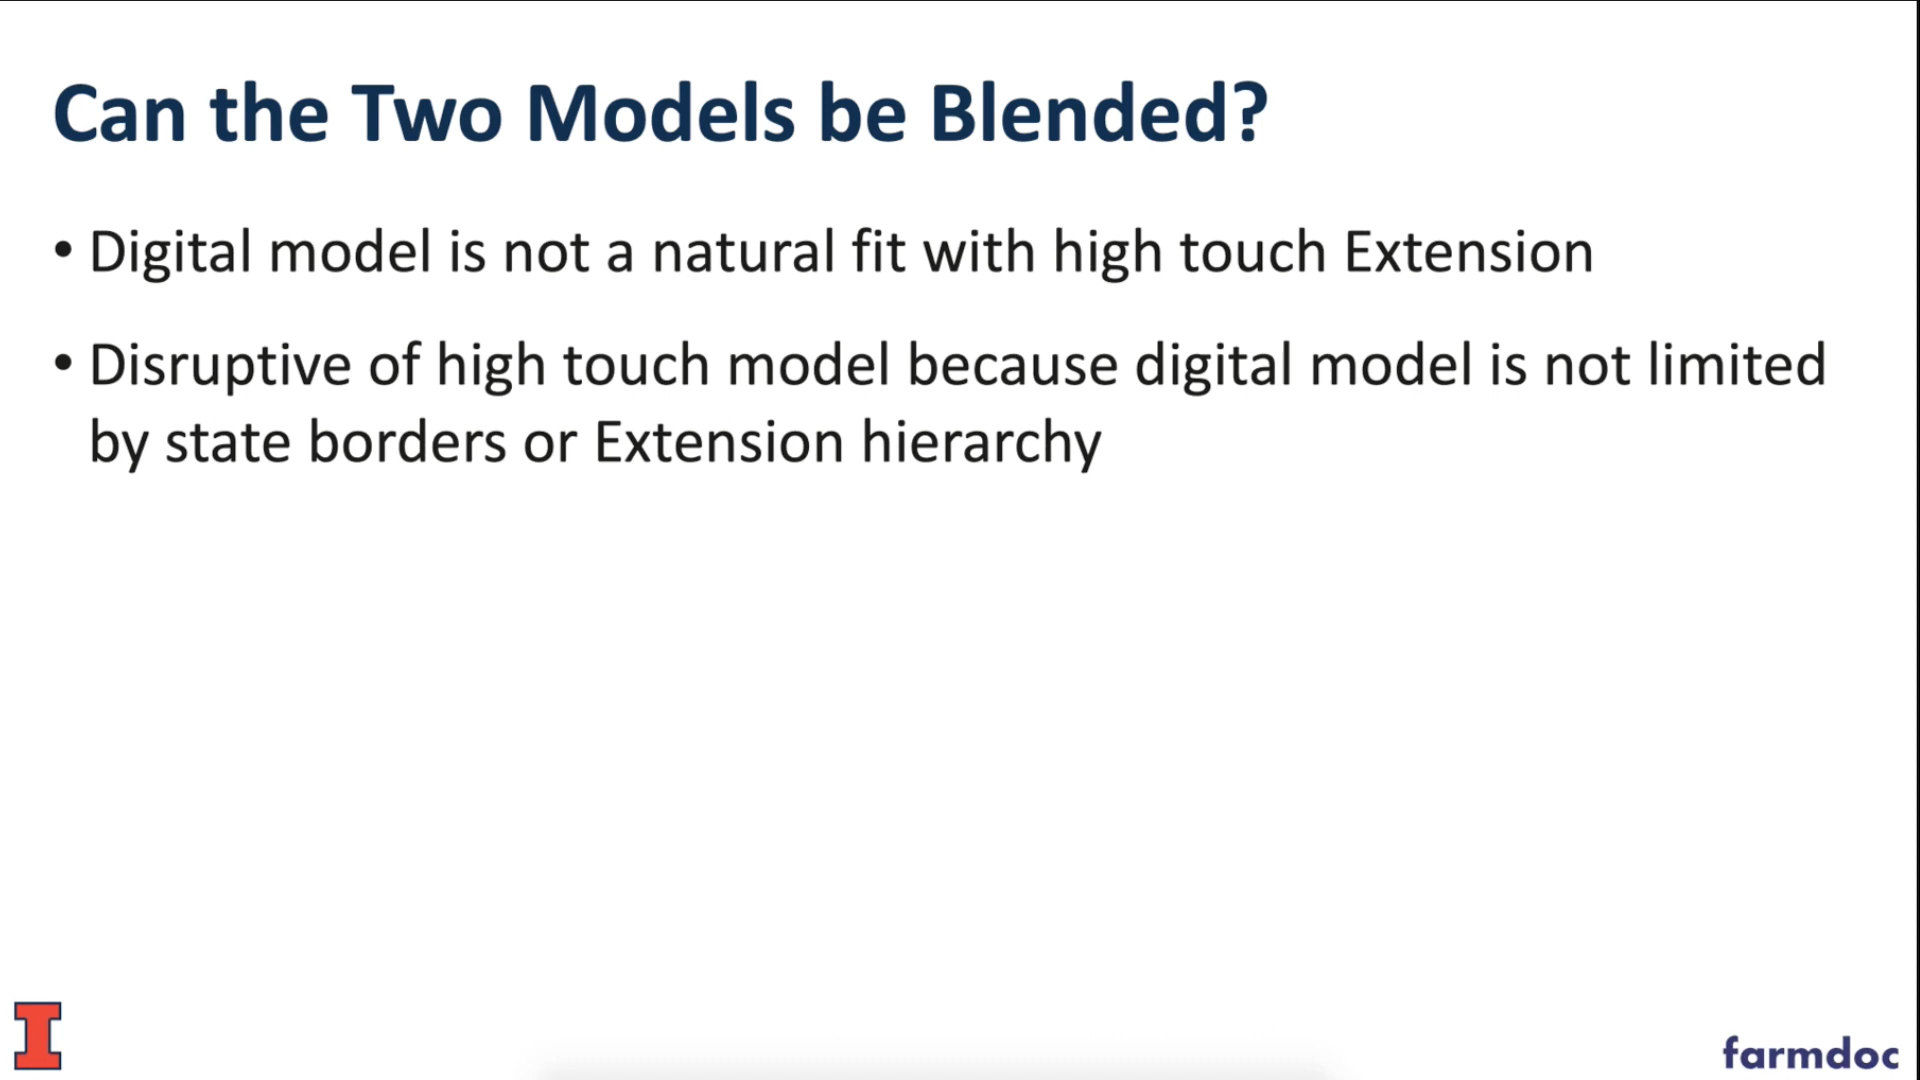 Can the Two Models be Blended?
• Digital model is not a natural fit with high touch Extension
• Disruptive of high touch model because digital model is not limited
by state borders or Extension hierarchy
I
farmdoc